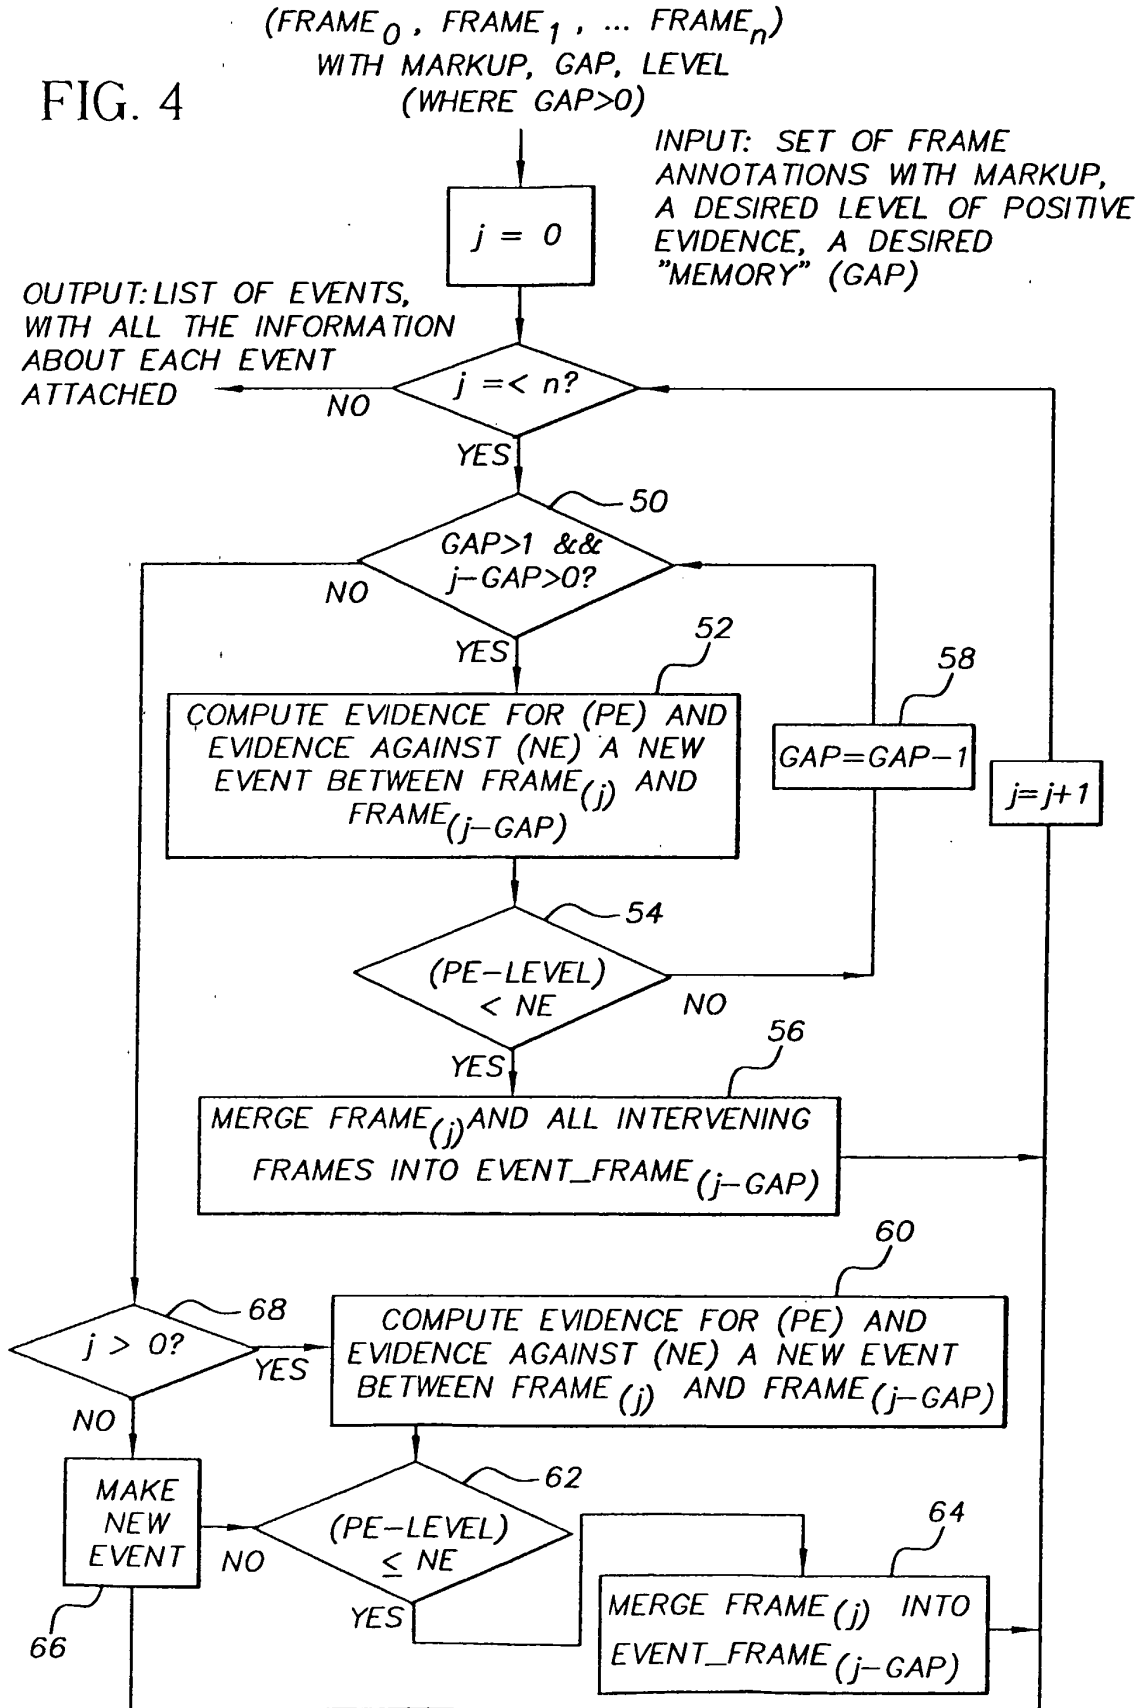 (FRAME0 , FRAME1 , ... FRAMEn)
WITH MARKUP, GAP, LEVEL
(WHERE GAP>0)
FIG. 4
INPUT: SET OF FRAME
ANNOTATIONS WITH MARKUP,
A DESIRED LEVEL OF POSITIVE
EVIDENCE, A DESIRED
"MEMORY" (GAP)
j = 0
OUTPUT: LIST OF EVENTS,
WITH ALL THE INFORMATION
ABOUT EACH EVENT
ATTACHED
j =< n?
NO
YES
50
GAP>1 &&
j-GAP>0?
NO
YES
52
COMPUTE EVIDENCE FOR (PE) AND
EVIDENCE AGAINST (NE) A NEW
EVENT BETWEEN FRAME(j) AND
FRAME(j-GAP)
58
GAP=GAP-1
j=j+1
54
(PE-LEVEL)
< NE
NO
YES
56
MERGE FRAME(j) AND ALL INTERVENING
FRAMES INTO EVENT_FRAME(j-GAP)
68
j > 0?
YES
NO
60
COMPUTE EVIDENCE FOR (PE) AND
EVIDENCE AGAINST (NE) A NEW EVENT
BETWEEN FRAME(j) AND FRAME(j-GAP)
MAKE
NEW
EVENT
66
62
(PE-LEVEL)
≤ NE
NO
YES
64
MERGE FRAME(j) INTO
EVENT_FRAME(j-GAP)